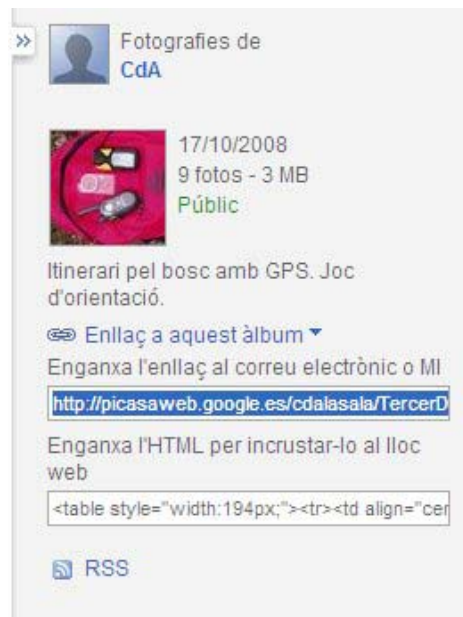 Fotografies de
CdA
17/10/2008
9 fotos - 3 MB
Públic
Itinerari pel bosc amb GPS. Joc
d'orientació.
Enllaç a aquest àlbum
Enganxa l'enllaç al correu electrònic o MI
http://picasaweb.google.es/cdalasala/TercerD
Enganxa l'HTML per incrustar-lo al lloc
web
<table style="width:194px;"><tr><td align="cer
RSS